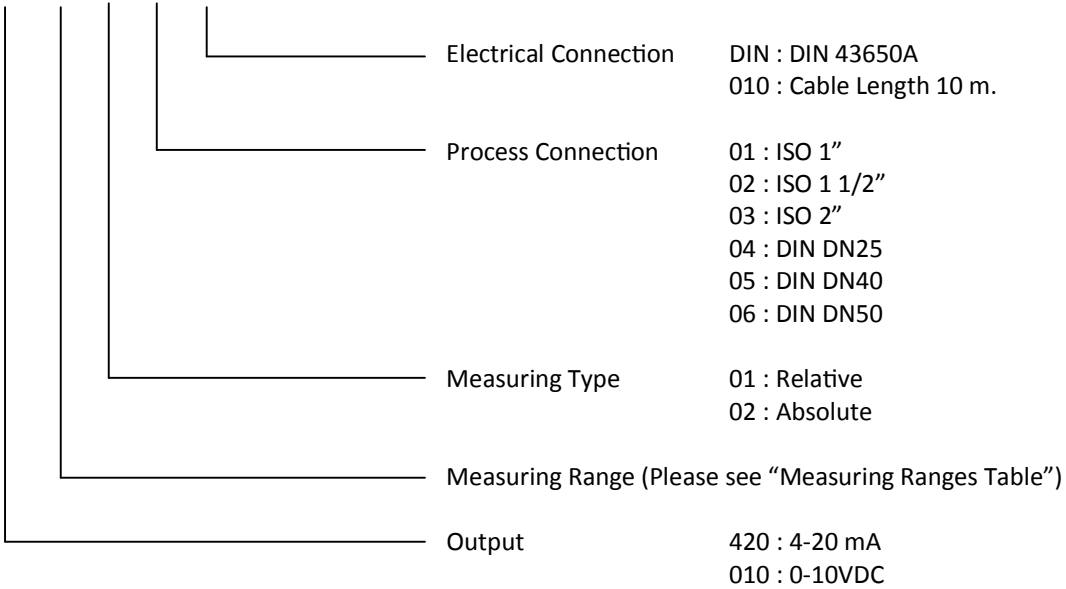 Electrical Connection DIN : DIN 43650A
010 : Cable Length 10 m.
Process Connection 01 : ISO 1”
02 : ISO 1 1/2”
03 : ISO 2”
04 : DIN DN25
05 : DIN DN40
06 : DIN DN50
Measuring Type 01 : Relative
02 : Absolute
Measuring Range (Please see “Measuring Ranges Table”)
Output 420 : 4-20 mA
010 : 0-10VDC